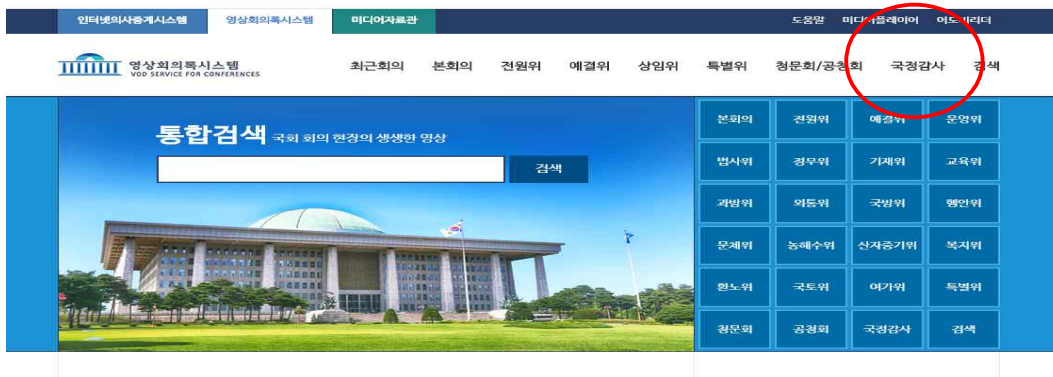 인터넷의사중계시스템 영상회의록시스템 미디어자료관 도움말 미디어플레이어 어도비리더
영상회의록시스템
VOD SERVICE FOR CONFERENCES
최근회의 본회의 전원위 예결위 상임위 특별위 청문회/공청회 국정감사 검색
통합검색 국회 회의 현장의 생생한 영상
검색
본회의 전원위 예결위 운영위
법사위 정무위 기재위 교육위
과방위 외통위 국방위 행안위
문체위 농해수위 산자중기위 복지위
환노위 국토위 여가위 특별위
청문회 공청회 국정감사 검색